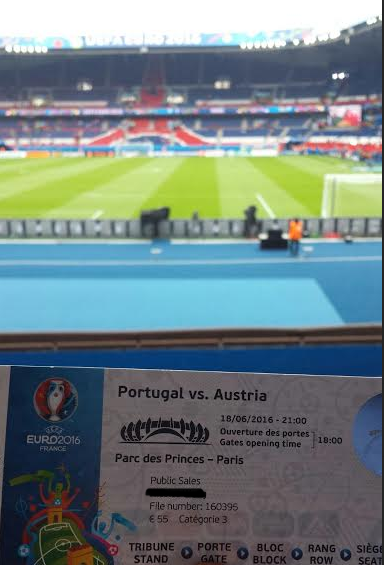 Portugal vs. Austria
18/06/2016 - 21:00
Ouverture des portes
Gates opening time
18:00
Parc des Princes – Paris
Public Sales
File number: 160395
€ 55 Catégorie 3
EURO2016
FRANCE
TRIBUNE PORTE BLOC RANG SIÈGE
STAND GATE BLOCK ROW SEAT